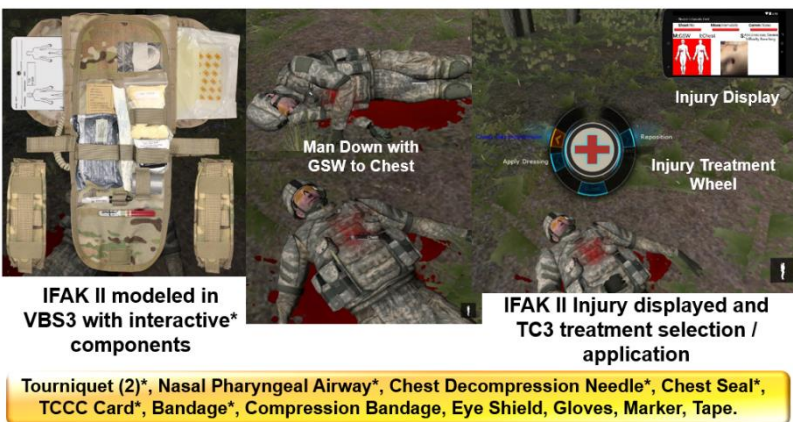 Injury Display
Man Down with
GSW to Chest
Reposition
Apply Dressing
Injury Treatment
Wheel
IFAK II modeled in
VBS3 with interactive*
components
IFAK II Injury displayed and
TC3 treatment selection /
application
Tourniquet (2)*, Nasal Pharyngeal Airway*, Chest Decompression Needle*, Chest Seal*,
TCCC Card*, Bandage*, Compression Bandage, Eye Shield, Gloves, Marker, Tape.